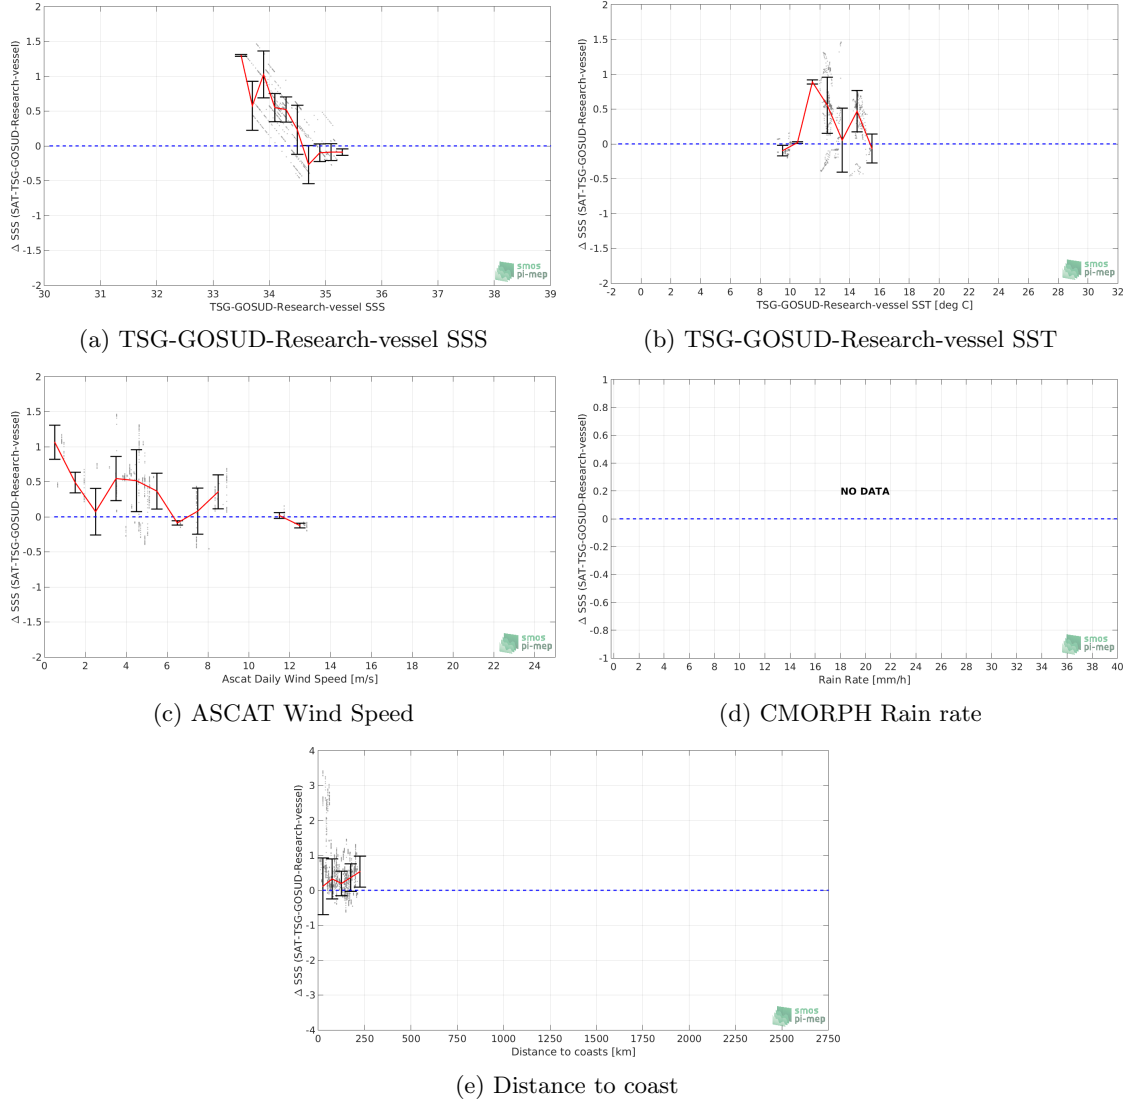 2
1.5
1
0.5
0
-0.5
-1
-1.5
-2
Δ SSS (SAT-TSG-GOSUD-Research-vessel)
30 31 32 33 34 35 36 37 38 39
TSG-GOSUD-Research-vessel SSS
smos
pi-mep
(a) TSG-GOSUD-Research-vessel SSS
2
1.5
1
0.5
0
-0.5
-1
-1.5
-2
Δ SSS (SAT-TSG-GOSUD-Research-vessel)
-2 0 2 4 6 8 10 12 14 16 18 20 22 24 26 28 30 32
TSG-GOSUD-Research-vessel SST [deg C]
smos
pi-mep
(b) TSG-GOSUD-Research-vessel SST
2
1.5
1
0.5
0
-0.5
-1
-1.5
-2
Δ SSS (SAT-TSG-GOSUD-Research-vessel)
0 2 4 6 8 10 12 14 16 18 20 22 24
Ascat Daily Wind Speed [m/s]
smos
pi-mep
(c) ASCAT Wind Speed
1
0.8
0.6
0.4
0.2
0
-0.2
-0.4
-0.6
-0.8
-1
Δ SSS (SAT-TSG-GOSUD-Research-vessel)
NO DATA
0 2 4 6 8 10 12 14 16 18 20 22 24 26 28 30 32 34 36 38 40
Rain Rate [mm/h]
smos
pi-mep
(d) CMORPH Rain rate
4
3
2
1
0
-1
-2
-3
-4
Δ SSS (SAT-TSG-GOSUD-Research-vessel)
0 250 500 750 1000 1250 1500 1750 2000 2250 2500 2750
Distance to coasts [km]
smos
pi-mep
(e) Distance to coast